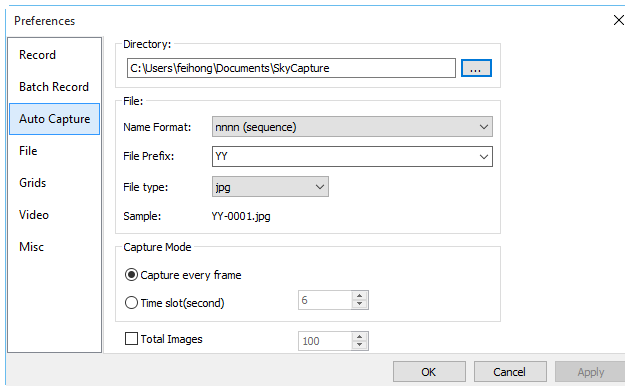 Preferences
Record
Batch Record
Auto Capture
File
Grids
Video
Misc
Directory:
C:\Users\feihong\Documents\SkyCapture
...
File:
Name Format: nnnn (sequence)
File Prefix: YY
File type: jpg
Sample: YY-0001.jpg
Capture Mode
Capture every frame
Time slot(second) 6
Total Images 100
OK Cancel Apply